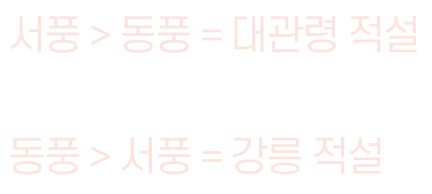 서풍 > 동풍 = 대관령 적설
동풍 > 서풍 = 강릉 적설